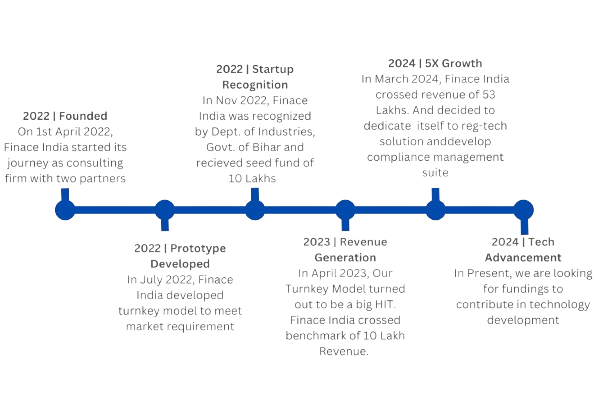 2022 | Founded
On 1st April 2022,
Finace India started its
journey as consulting
firm with two partners
2022 | Prototype
Developed
In July 2022, Finace
India developed
turnkey model to meet
market requirement
2022 | Startup
Recognition
In Nov 2022, Finace
India was recognized
by Dept. of Industries,
Govt. of Bihar and
recieved seed fund of
10 Lakhs
2023 | Revenue
Generation
In April 2023, Our
Turnkey Model turned
out to be a big HIT.
Finace India crossed
benchmark of 10 Lakh
Revenue.
2024 | 5X Growth
In March 2024, Finace India
crossed revenue of 53
Lakhs. And decided to
dedicate itself to reg-tech
solution anddevelop
compliance management
suite
2024 | Tech
Advancement
In Present, we are looking
for fundings to
contribute in technology
development